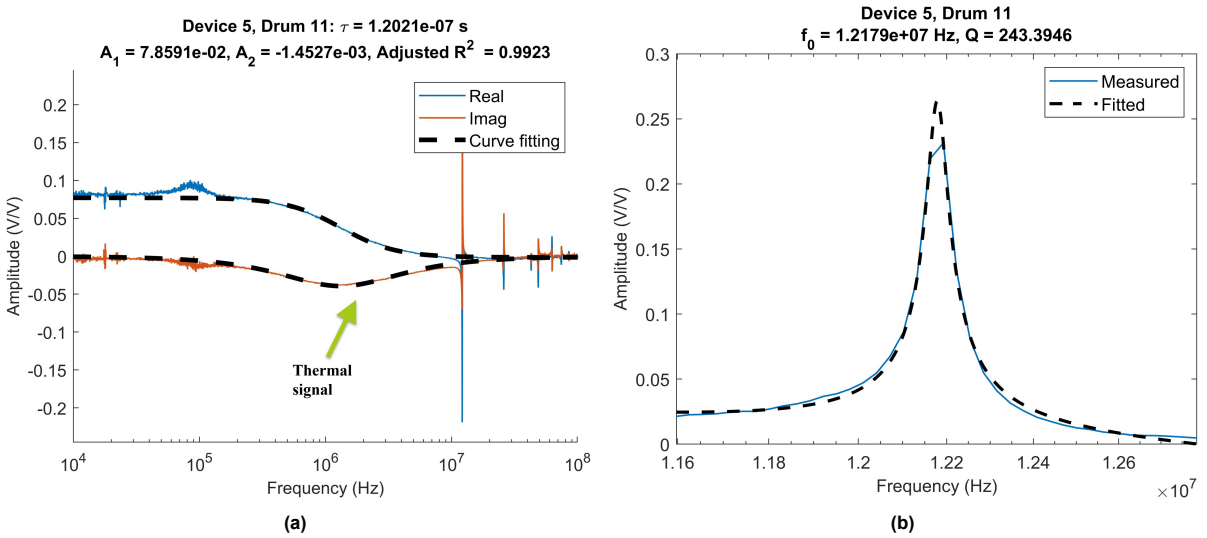 Device 5, Drum 11: τ = 1.2021e-07 s
A1 = 7.8591e-02, A2 = -1.4527e-03, Adjusted R2 = 0.9923
Real
Imag
Curve fitting
Amplitude (V/V)
0.2
0.15
0.1
0.05
0
-0.05
-0.1
-0.15
-0.2
Thermal
signal
10^4 10^5 10^6 10^7 10^8
Frequency (Hz)
(a)
Device 5, Drum 11
f0 = 1.2179e+07 Hz, Q = 243.3946
Measured
Fitted
Amplitude (V/V)
0.3
0.25
0.2
0.15
0.1
0.05
0
1.16 1.18 1.2 1.22 1.24 1.26
Frequency (Hz)
×10^7
(b)